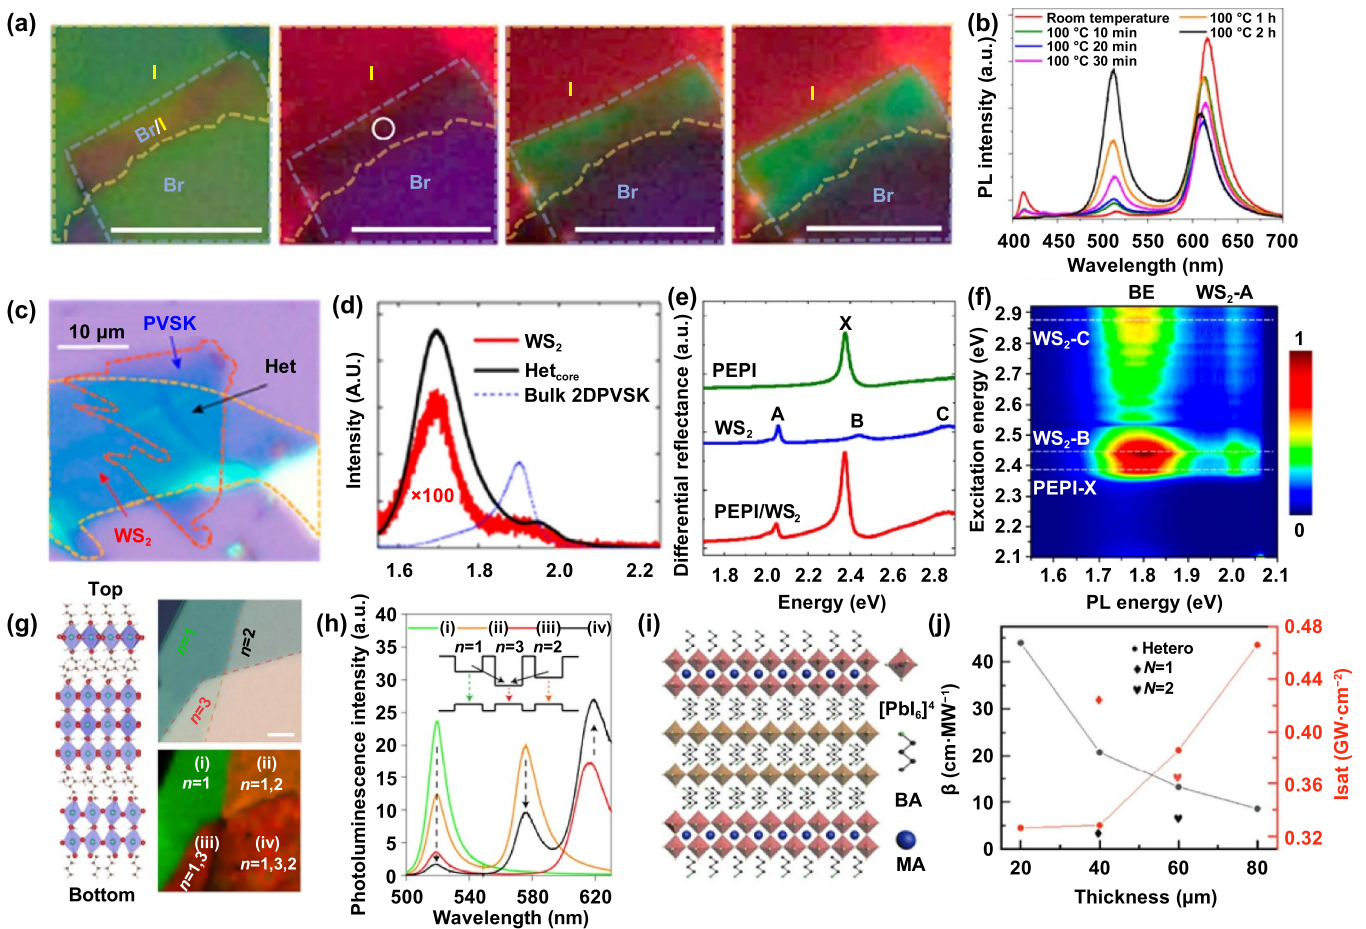 (a)
I
Br/I
Br
I
Br
I
Br
I
Br
(b)
Room temperature
100 °C 10 min
100 °C 20 min
100 °C 30 min
100 °C 1 h
100 °C 2 h
PL intensity (a.u.)
400 450 500 550 600 650 700
Wavelength (nm)
(c)
10 μm
PVSK
Het
WS2
(d)
WS2
Hetcore
Bulk 2DPVSK
×100
Intensity (A.U.)
1.6 1.8 2.0 2.2
(e)
X
PEPI
WS2
A
B
C
PEPI/WS2
Differential reflectance (a.u.)
1.8 2.0 2.2 2.4 2.6 2.8
Energy (eV)
(f)
BE
WS2-A
WS2-C
WS2-B
PEPI-X
Excitation energy (eV)
2.9
2.8
2.7
2.6
2.5
2.4
2.3
2.2
2.1
1.6 1.7 1.8 1.9 2.0 2.1
PL energy (eV)
1
0
(g)
Top
Bottom
n=1
n=2
n=3
(i)
n=1
(ii)
n=1,2
(iii)
n=1,3
(iv)
n=1,3,2
(h)
(i) (ii) (iii) (iv)
n=1 n=3 n=2
Photoluminescence intensity (a.u.)
40
35
30
25
20
15
10
5
0
500 540 580 620
Wavelength (nm)
(i)
[PbI6]4
BA
MA
(j)
Hetero
N=1
N=2
β (cm·MW−1)
40
30
20
10
0
Isat (GW·cm−2)
0.48
0.44
0.40
0.36
0.32
20 40 60 80
Thickness (μm)